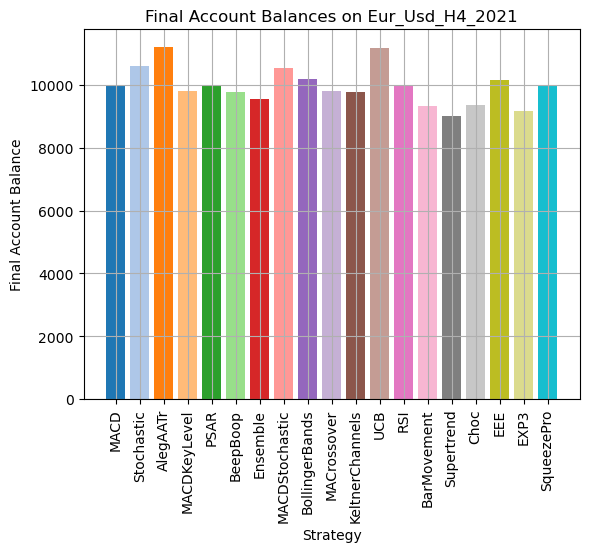 Final Account Balances on Eur_Usd_H4_2021
Final Account Balance
10000
8000
6000
4000
2000
0
MACD
Stochastic
AlegAATr
MACDKeyLevel
PSAR
BeepBoop
Ensemble
MACDStochastic
BollingerBands
MACrossover
KeltnerChannels
UCB
RSI
BarMovement
Supertrend
Choc
EEE
EXP3
SqueezePro
Strategy